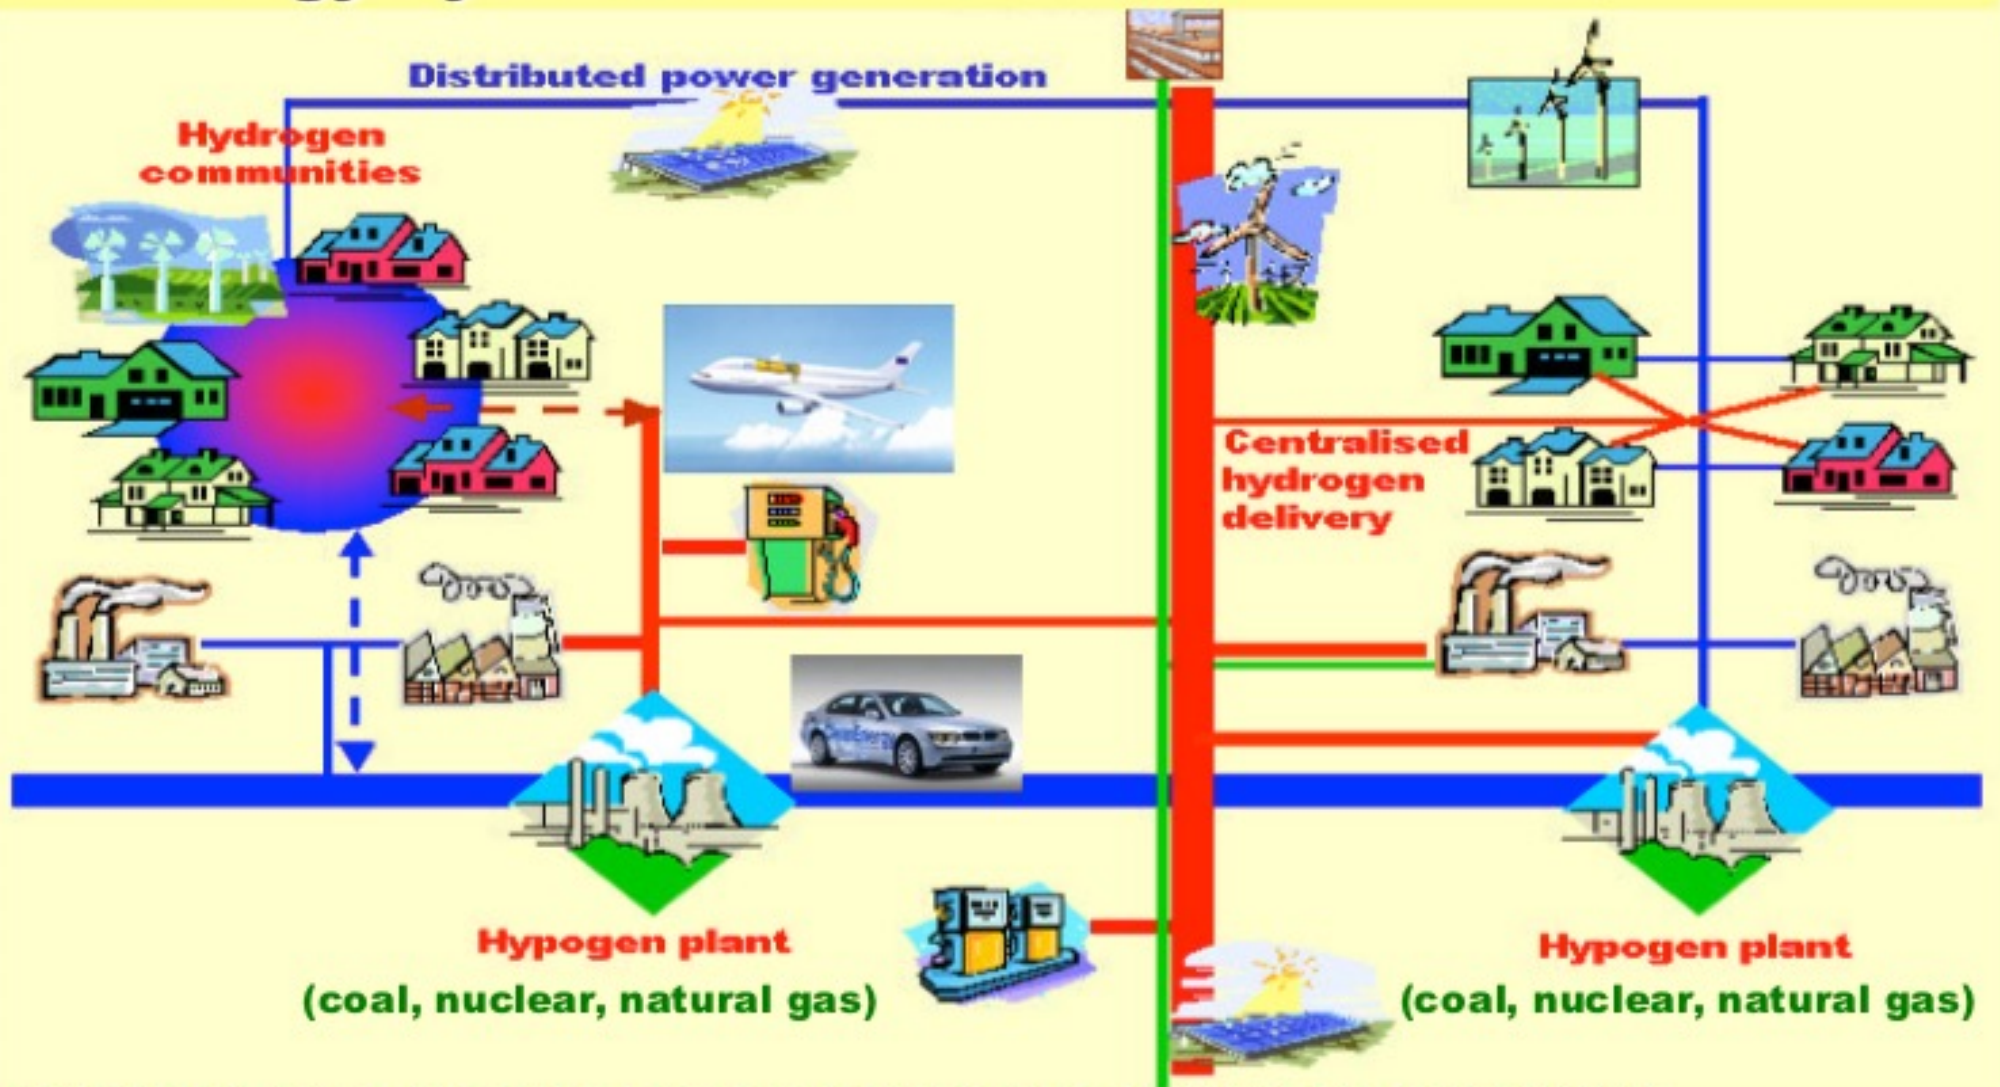 Distributed power generation
Hydrogen
communities
Centralised
hydrogen
delivery
CleanEnergy
Hypogen plant
(coal, nuclear, natural gas)
Hypogen plant
(coal, nuclear, natural gas)